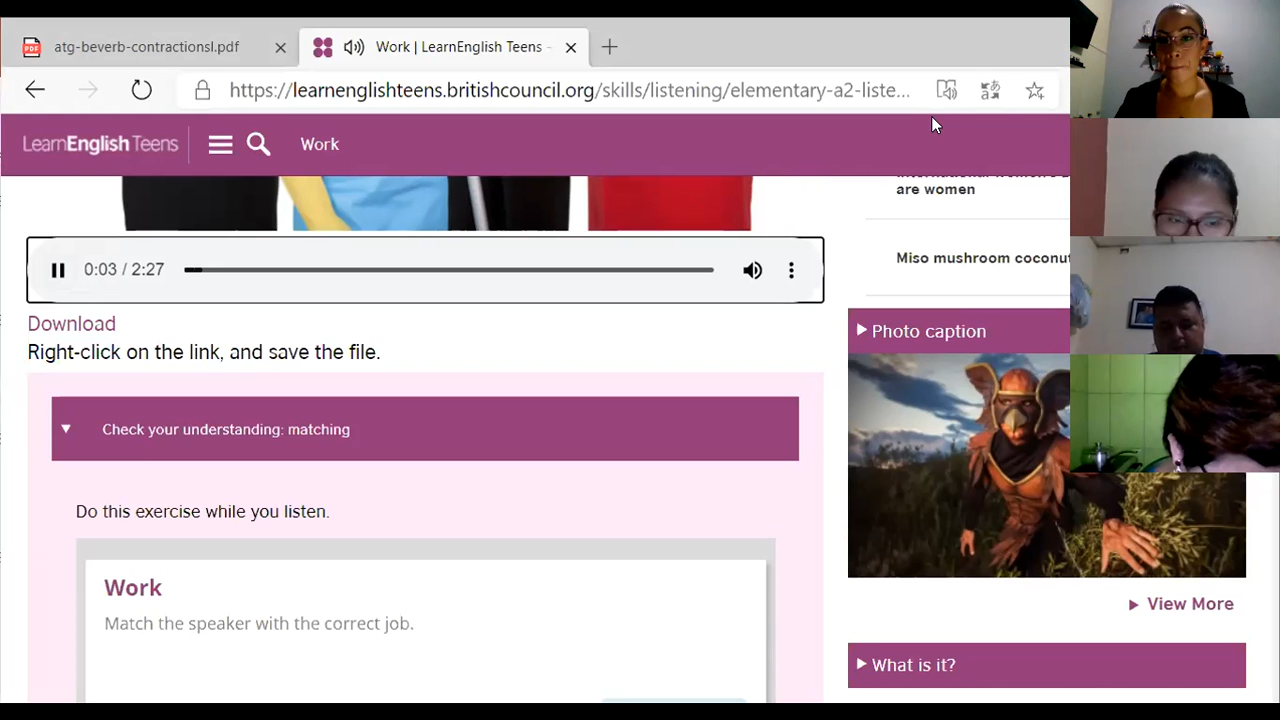 PDF
atg-beverb-contractionsl.pdf
Work | LearnEnglish Teens -
https://learnenglishteens.britishcouncil.org/skills/listening/elementary-a2-liste...
LearnEnglish Teens
Work
are women
Miso mushroom coconut
0:03 / 2:27
Download
Right-click on the link, and save the file.
Photo caption
Check your understanding: matching
Do this exercise while you listen.
Work
Match the speaker with the correct job.
View More
What is it?